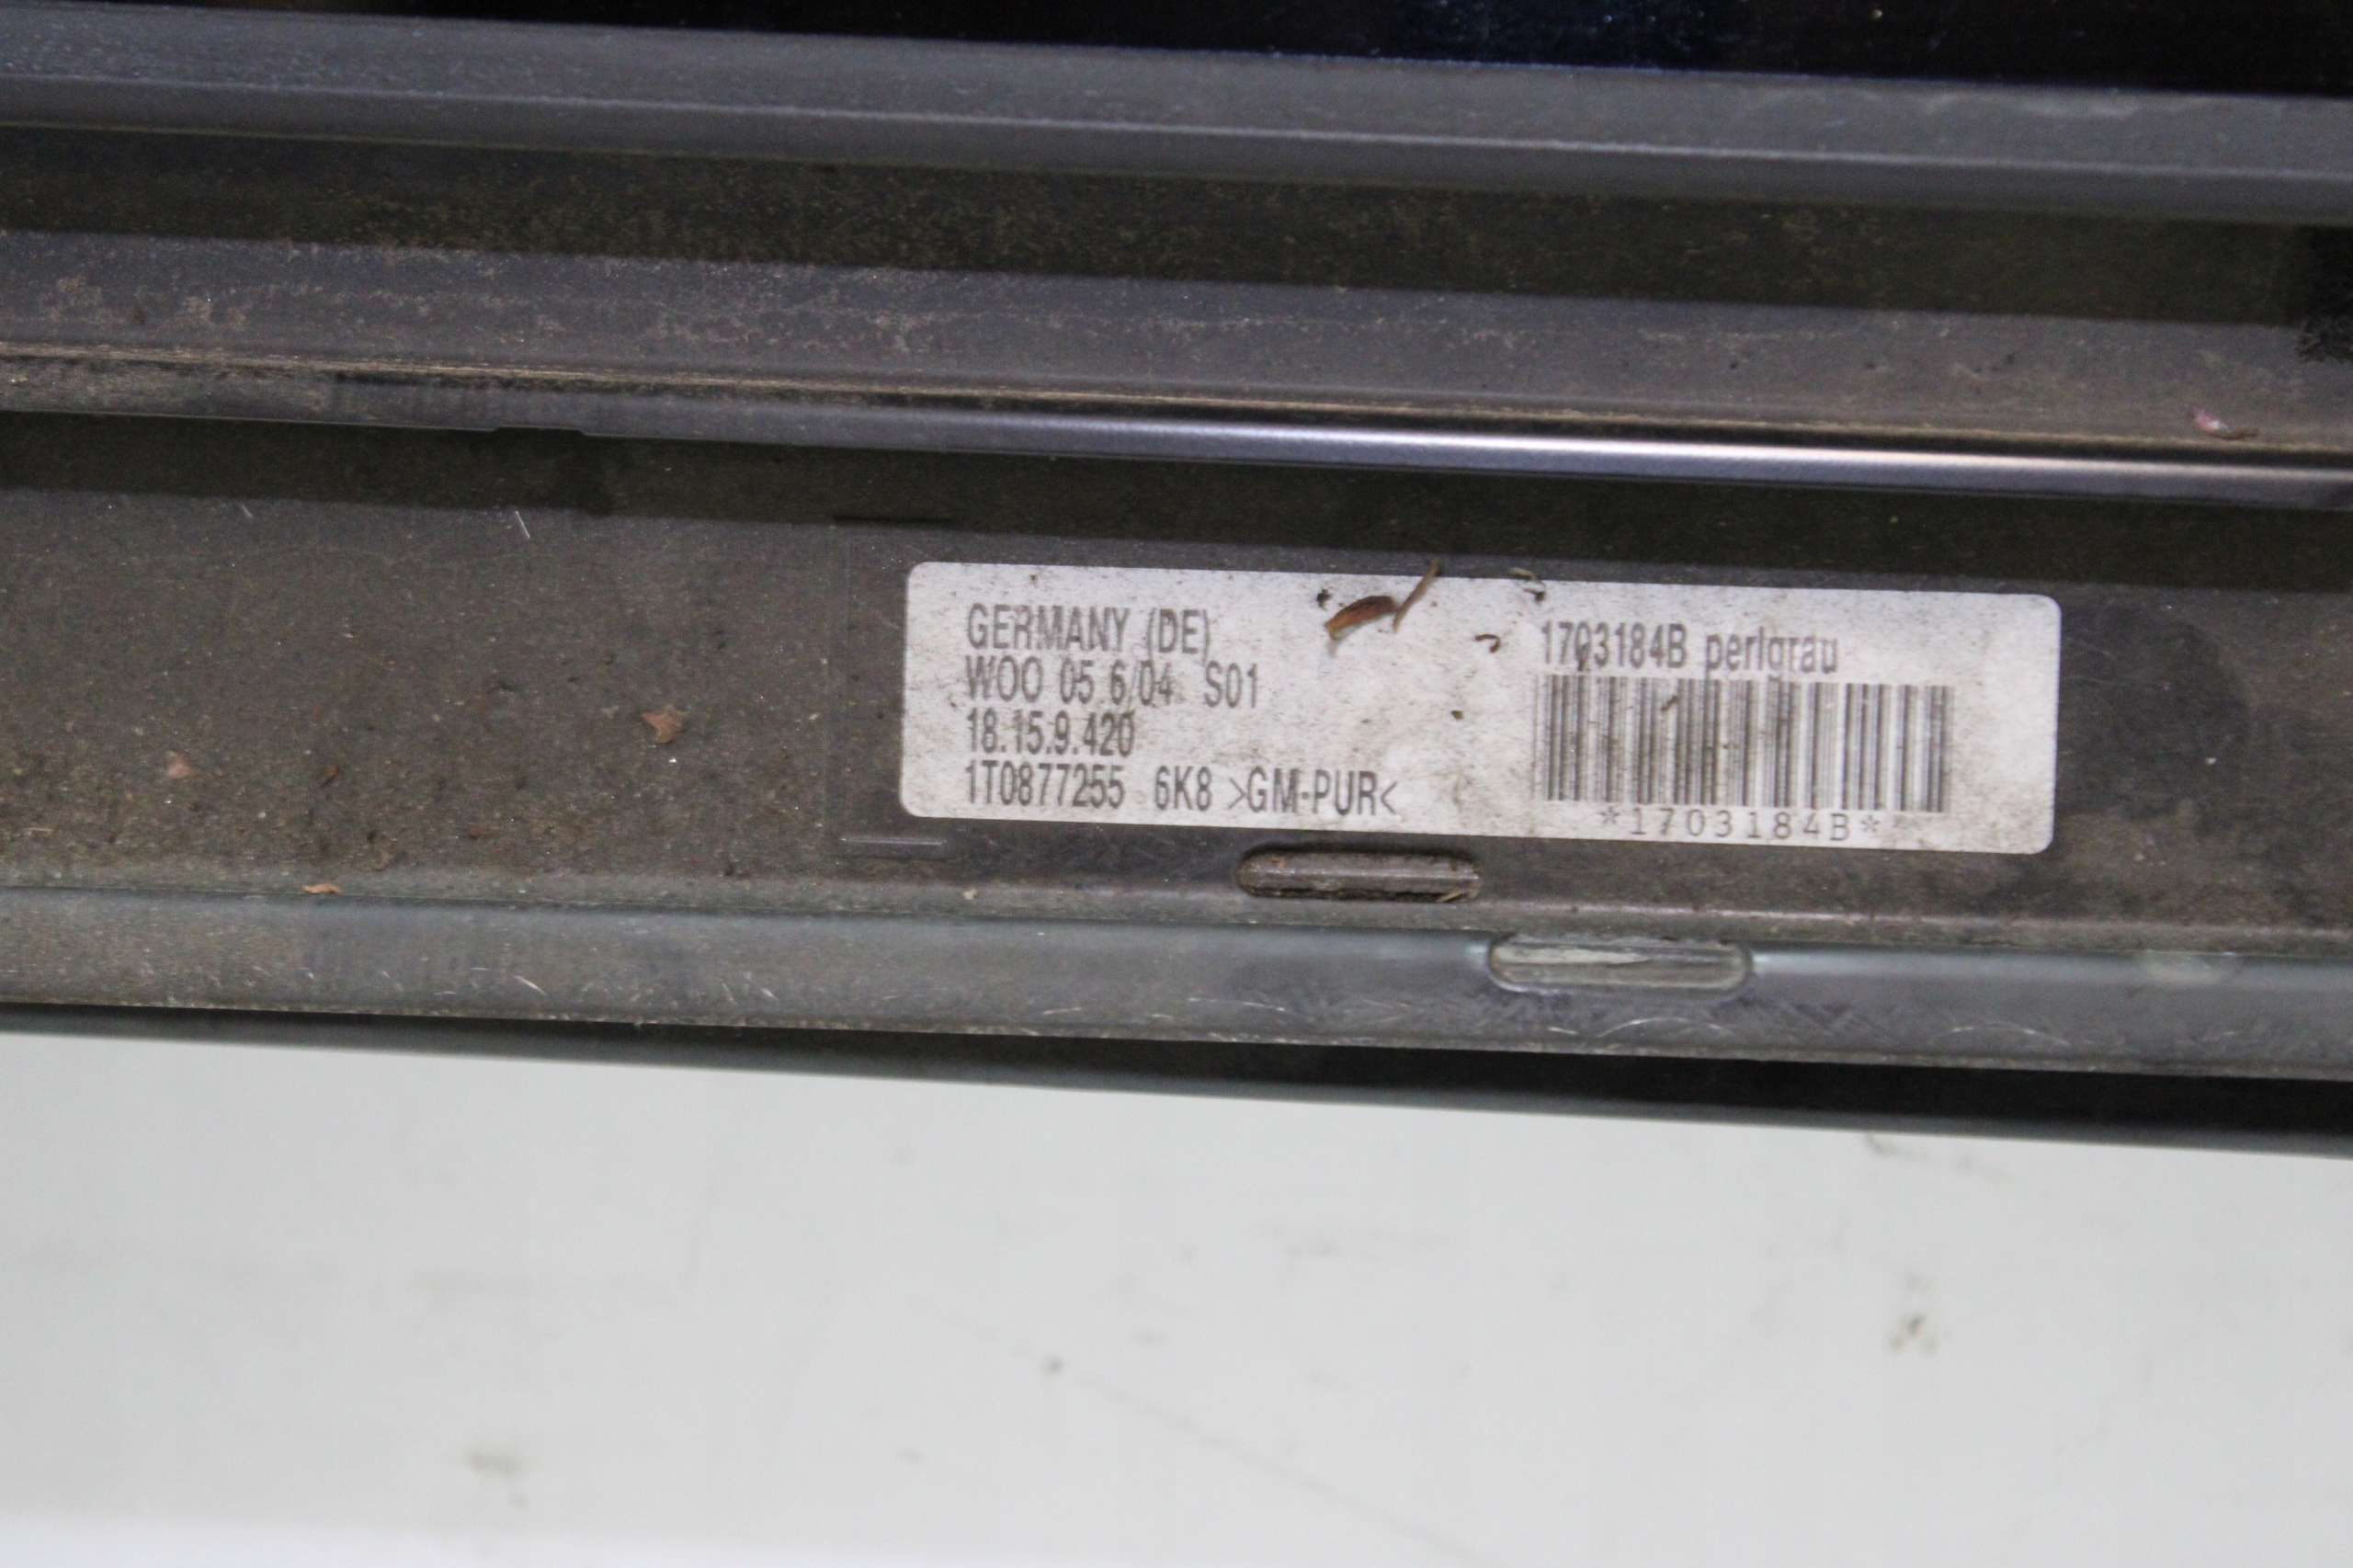 GERMANY (DE)
WOO 05 6/04 S01
18.15.9.420
1T0877255 6K8 >GM-PUR<
1703184B perlgrau
*1703184B*